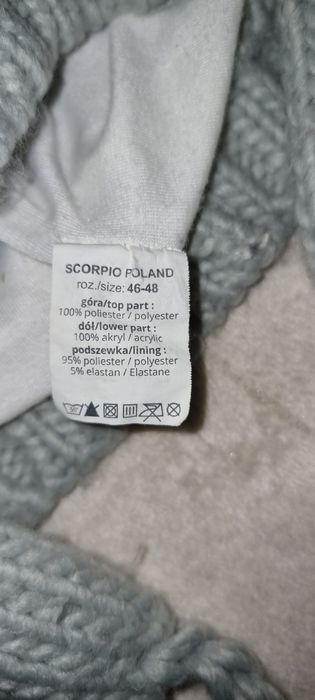 SCORPIO POLAND
roz./size: 46-48
góra/top part :
100% poliester / polyester
dół/lower part :
100% akryl / acrylic
podszewka/lining :
95% poliester / polyester
5% elastan / Elastane